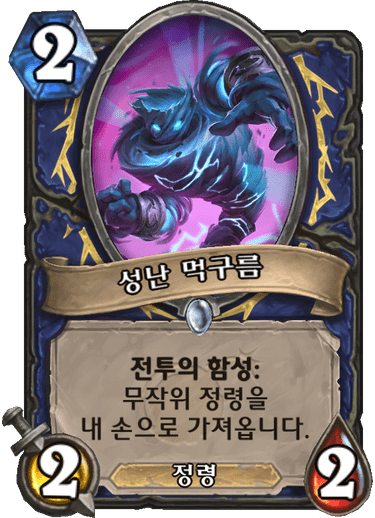 2
성난 먹구름
전투의 함성:
무작위 정령을
내 손으로 가져옵니다.
2
정령
2